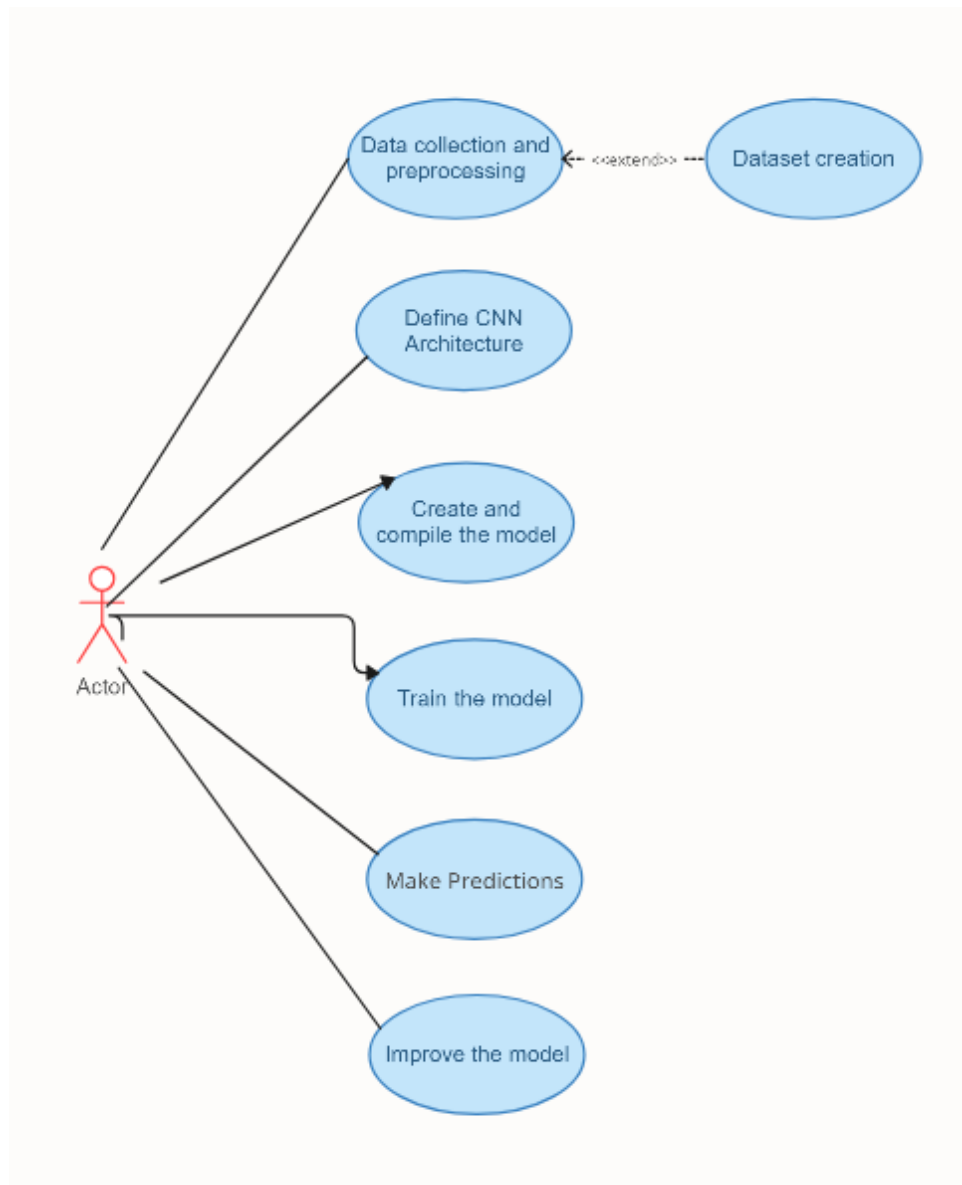 Data collection and
preprocessing
<<extend>>
Dataset creation
Define CNN
Architecture
Create and
compile the model
Actor
Train the model
Make Predictions
Improve the model